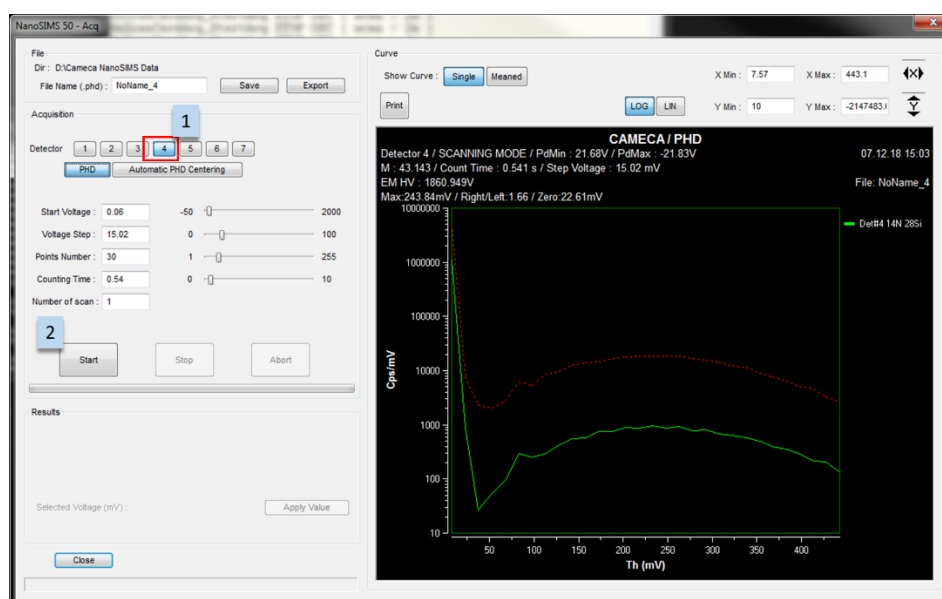 NanoSIMS 50 - Acq
File
Dir : D:\Cameca NanoSIMS Data
File Name (.phd) : NoName_4 Save Export
Acquisition
1
Detector 1 2 3 4 5 6 7
PHD Automatic PHD Centering
Start Voltage : 0.06 -50 2000
Voltage Step : 15.02 0 100
Points Number : 30 1 255
Counting Time : 0.54 0 10
Number of scan : 1
2
Start Stop Abort
Results
Selected Voltage (mV) : Apply Value
Close
Curve
Show Curve : Single Meaned X Min : 7.57 X Max : 443.1 X
Print LOG LIN Y Min : 10 Y Max : -2147483.( Y
CAMECA / PHD
Detector 4 / SCANNING MODE / PdMin : 21.68V / PdMax : -21.83V 07.12.18 15:03
M : 43.143 / Count Time : 0.541 s / Step Voltage : 15.02 mV
EM HV : 1860.949V File: NoName_4
Max:243.84mV / Right/Left:1.66 / Zero:22.61mV
Det#4 14N 28Si
10000000
1000000
100000
10000
1000
100
10
Cps/mV
50 100 150 200 250 300 350 400
Th (mV)